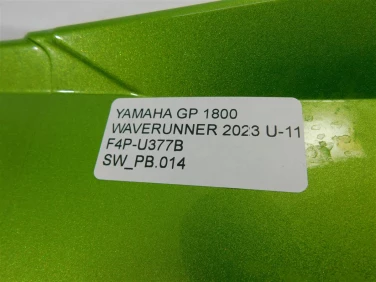 YAMAHA GP 1800
WAVERUNNER 2023 U-11
F4P-U377B
SW_PB.014